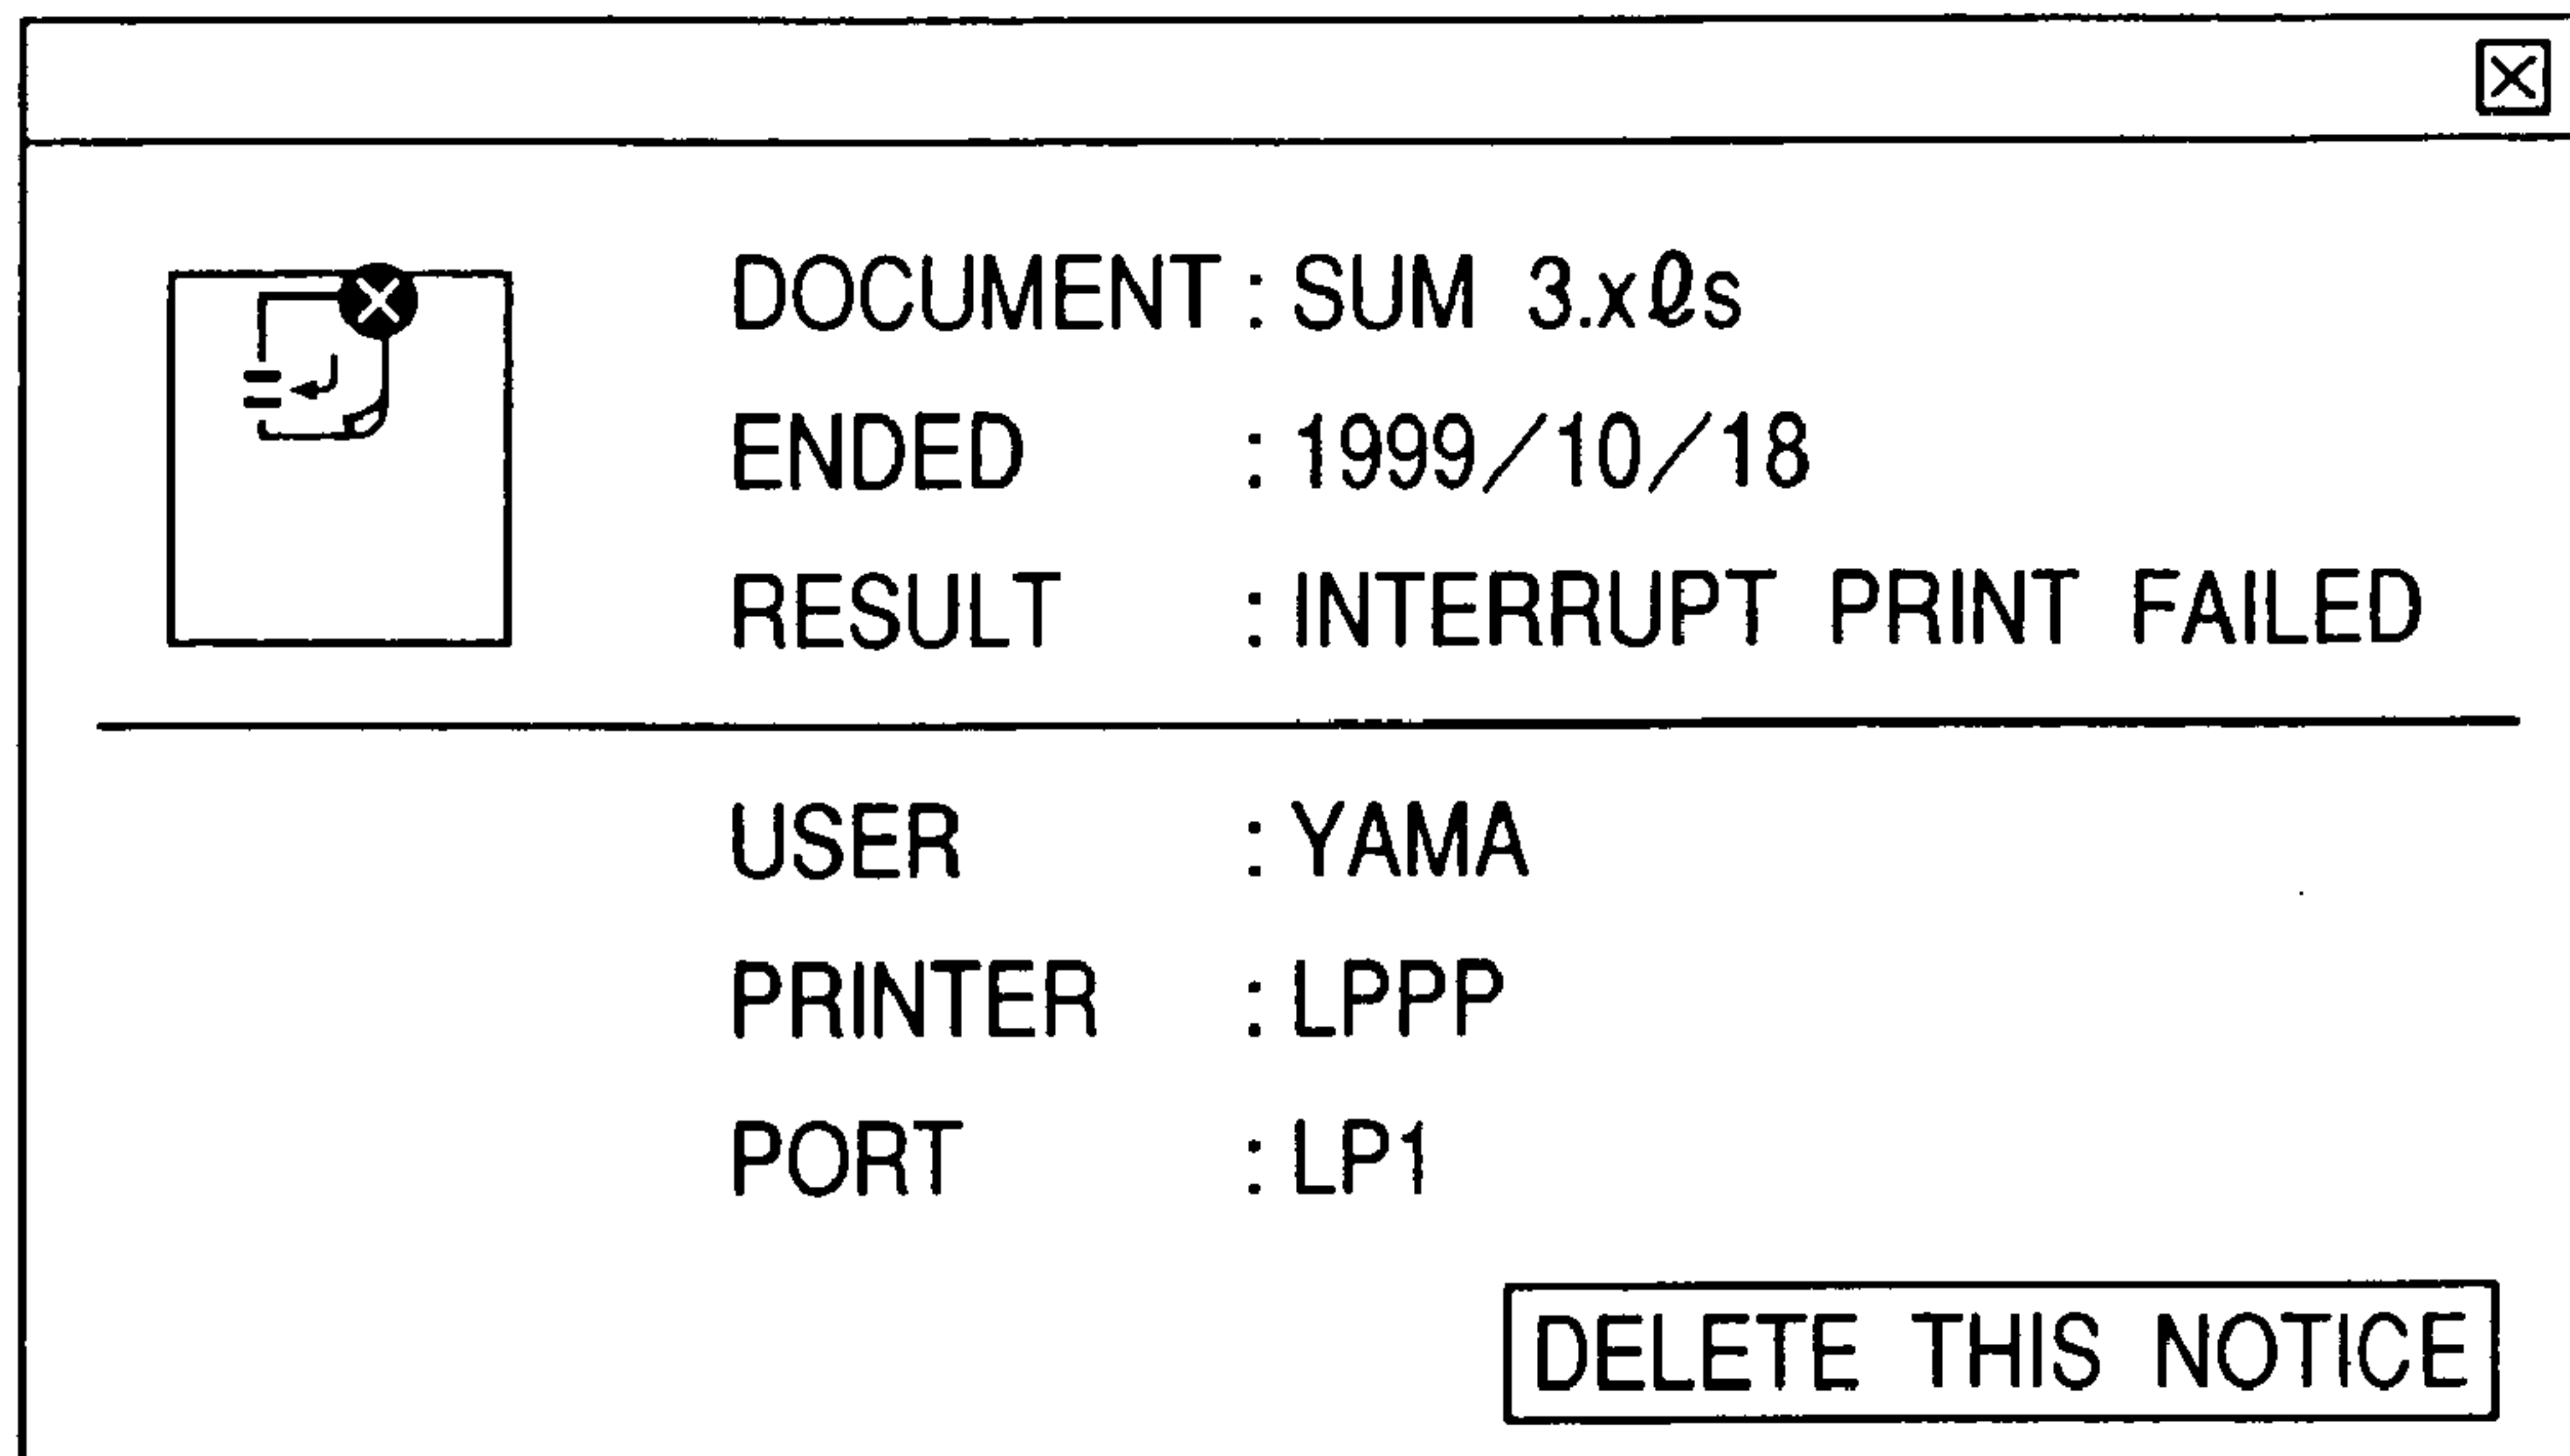 DOCUMENT : SUM 3.xℓs
ENDED : 1999/10/18
RESULT : INTERRUPT PRINT FAILED
USER : YAMA
PRINTER : LPPP
PORT : LP1
DELETE THIS NOTICE